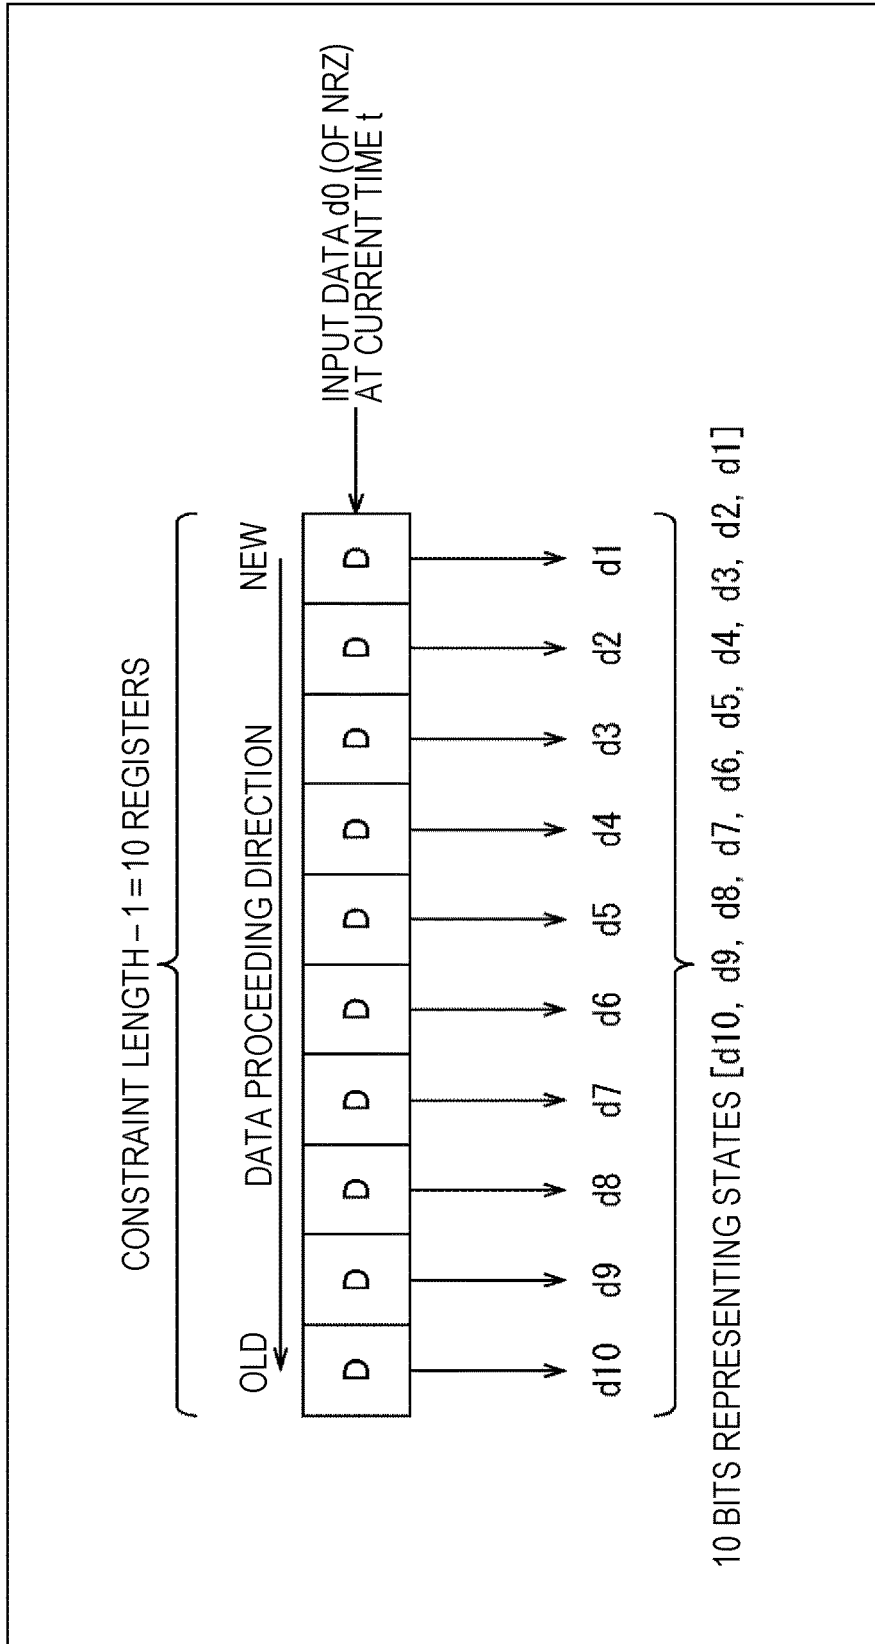 CONSTRAINT LENGTH − 1 = 10 REGISTERS
OLD DATA PROCEEDING DIRECTION NEW
D D D D D D D D D D
INPUT DATA d0 (OF NRZ)
AT CURRENT TIME t
d10 d9 d8 d7 d6 d5 d4 d3 d2 d1
10 BITS REPRESENTING STATES [d10, d9, d8, d7, d6, d5, d4, d3, d2, d1]